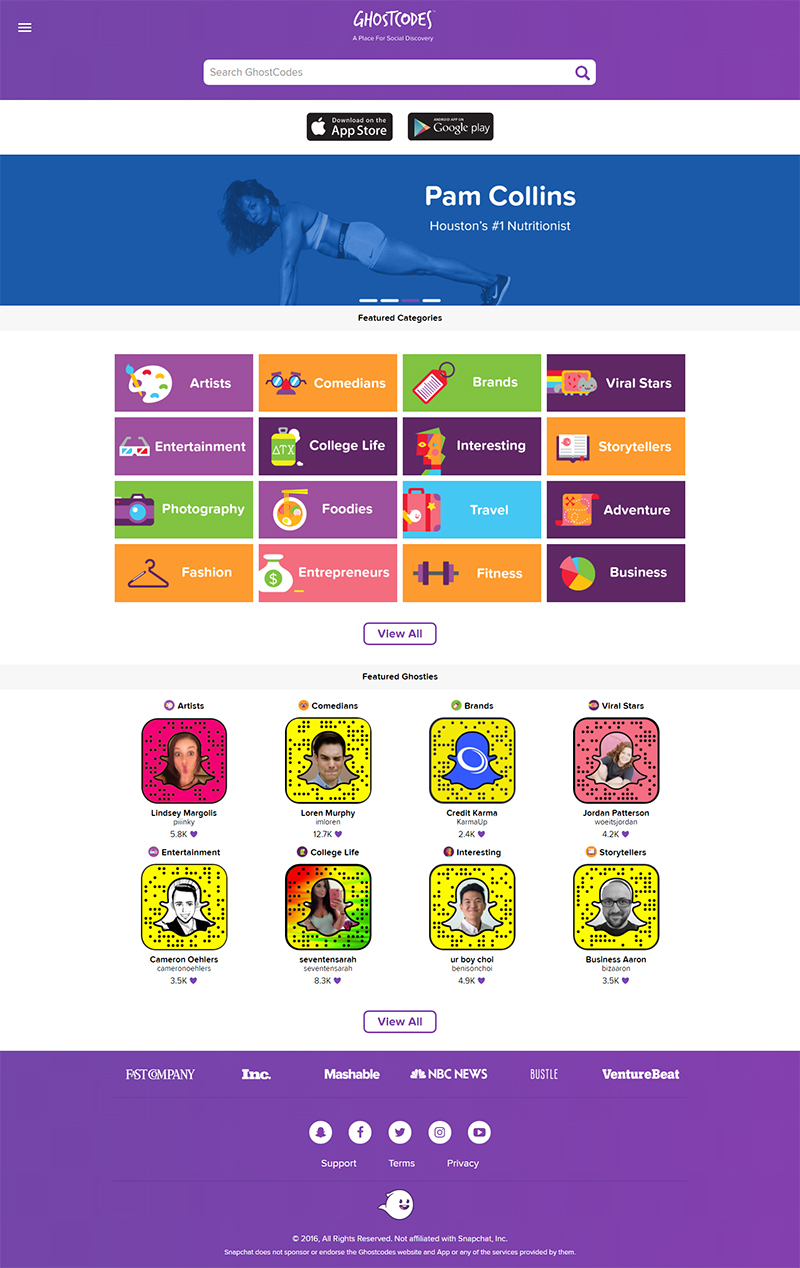 GHOSTCODES
A Place For Social Discovery
Search GhostCodes
Download on the
App Store
ANDROID APP ON
Google play
Pam Collins
Houston's #1 Nutritionist
Featured Categories
Artists
Comedians
Brands
Viral Stars
Entertainment
ΔTX
College Life
Interesting
Storytellers
Photography
Foodies
Travel
Adventure
Fashion
$
Entrepreneurs
Fitness
Business
View All
Featured Ghosties
Artists
Comedians
Brands
Viral Stars
Lindsey Margolis
Loren Murphy
Credit Karma
Jordan Patterson
piiinky
imloren
KarmaUp
woeitsjordan
5.8K
12.7K
2.4K
4.2K
Entertainment
College Life
Interesting
Storytellers
Cameron Oehlers
seventensarah
ur boy choi
Business Aaron
cameronoehlers
seventensarah
benisonchoi
bizaaron
3.5K
8.3K
4.9K
3.5K
View All
FAST COMPANY
Inc.
Mashable
NBC NEWS
BUSTLE
VentureBeat
Support
Terms
Privacy
© 2016, All Rights Reserved. Not affiliated with Snapchat, Inc.
Snapchat does not sponsor or endorse the Ghostcodes website and App or any of the services provided by them.